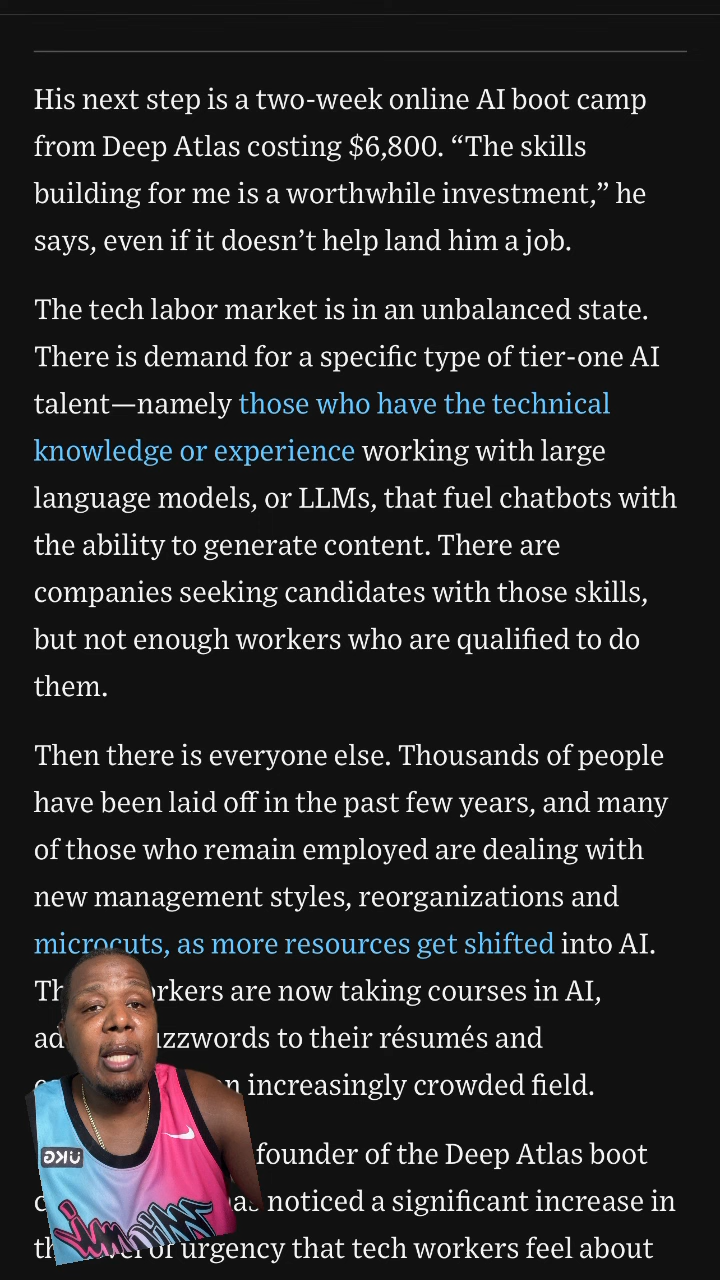 His next step is a two-week online AI boot camp
from Deep Atlas costing $6,800. “The skills
building for me is a worthwhile investment,” he
says, even if it doesn’t help land him a job.
The tech labor market is in an unbalanced state.
There is demand for a specific type of tier-one AI
talent—namely those who have the technical
knowledge or experience working with large
language models, or LLMs, that fuel chatbots with
the ability to generate content. There are
companies seeking candidates with those skills,
but not enough workers who are qualified to do
them.
Then there is everyone else. Thousands of people
have been laid off in the past few years, and many
of those who remain employed are dealing with
new management styles, reorganizations and
microcuts, as more resources get shifted into AI.
are now taking courses in AI,
to their résumés and
increasingly crowded field.
founder of the Deep Atlas boot
noticed a significant increase in
of urgency that tech workers feel about
UKG